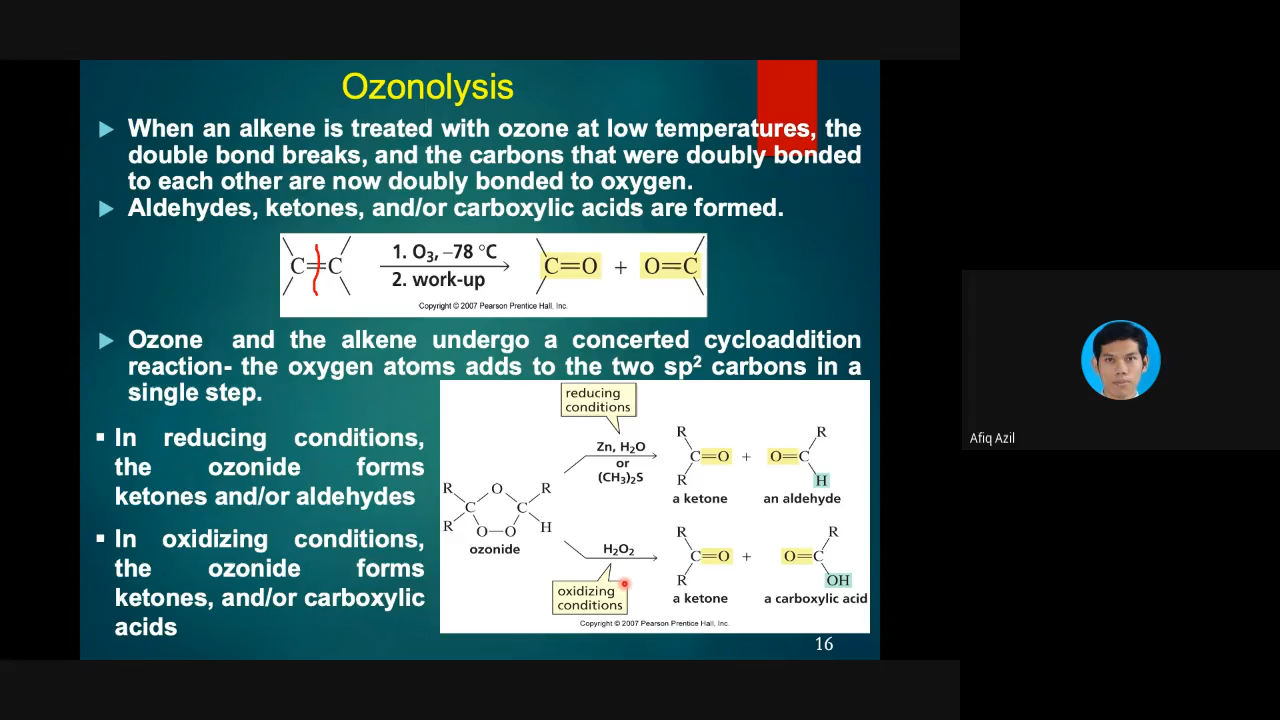 Ozonolysis
When an alkene is treated with ozone at low temperatures, the
double bond breaks, and the carbons that were doubly bonded
to each other are now doubly bonded to oxygen.
Aldehydes, ketones, and/or carboxylic acids are formed.
C=C
1. O₃, –78 °C
2. work-up
C=O + O=C
Copyright © 2007 Pearson Prentice Hall, Inc.
Ozone and the alkene undergo a concerted cycloaddition
reaction- the oxygen atoms adds to the two sp² carbons in a
single step.
In reducing conditions,
the ozonide forms
ketones and/or aldehydes
In oxidizing conditions,
the ozonide forms
ketones, and/or carboxylic
acids
reducing
conditions
Zn, H₂O
or
(CH₃)₂S
R R
C=O + O=C
R H
a ketone an aldehyde
R O R
C C
R O—O H
ozonide
H₂O₂
oxidizing
conditions
R R
C=O + O=C
R OH
a ketone a carboxylic acid
Copyright © 2007 Pearson Prentice Hall, Inc.
16
Afiq Azil